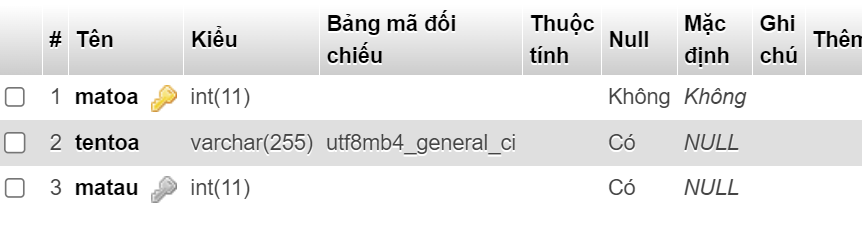 # Tên Kiểu Bảng mã đối chiếu Thuộc tính Null Mặc định Ghi chú Thêm
1 matoa int(11) Không Không
2 tentoa varchar(255) utf8mb4_general_ci Có NULL
3 matau int(11) Có NULL